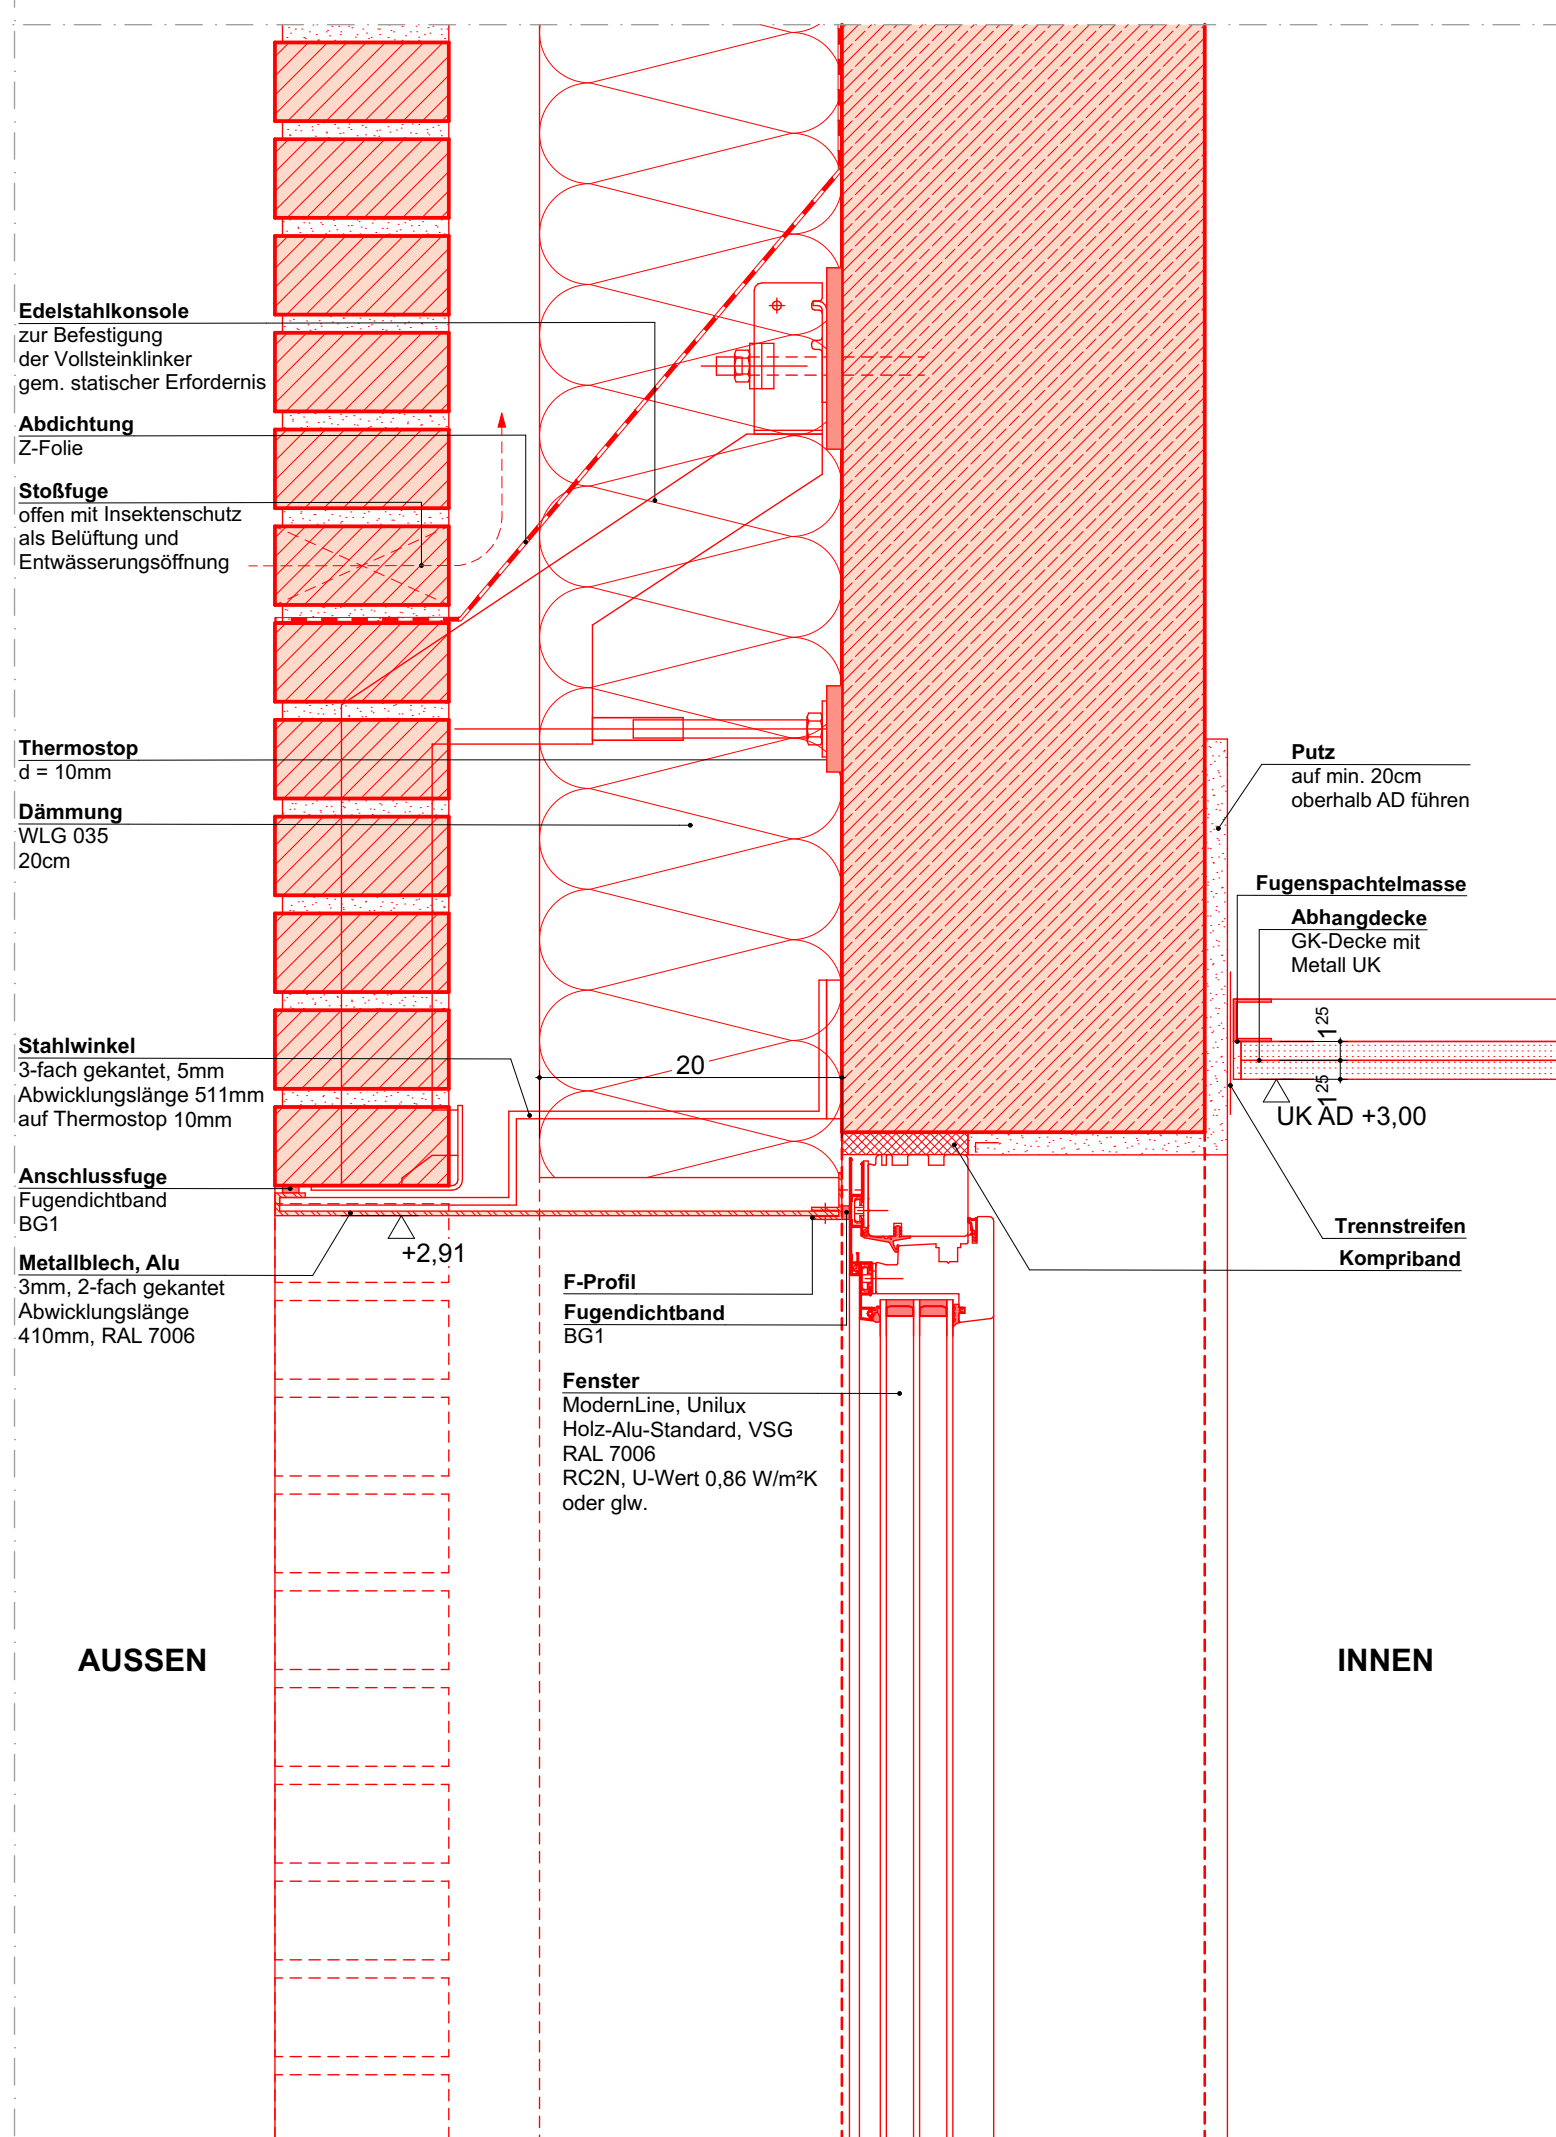 Edelstahlkonsole
zur Befestigung
der Vollsteinklinker
gem. statischer Erfordernis
Abdichtung
Z-Folie
Stoßfuge
offen mit Insektenschutz
als Belüftung und
Entwässerungsöffnung
Thermostop
d = 10mm
Dämmung
WLG 035
20cm
Stahlwinkel
3-fach gekantet, 5mm
Abwicklungslänge 511mm
auf Thermostop 10mm
Anschlussfuge
Fugendichtband
BG1
Metallblech, Alu
3mm, 2-fach gekantet
Abwicklungslänge
410mm, RAL 7006
+2,91
20
F-Profil
Fugendichtband
BG1
Fenster
ModernLine, Unilux
Holz-Alu-Standard, VSG
RAL 7006
RC2N, U-Wert 0,86 W/m²K
oder glw.
Putz
auf min. 20cm
oberhalb AD führen
Fugenspachtelmasse
Abhangdecke
GK-Decke mit
Metall UK
1 25
1 25
UK AD +3,00
Trennstreifen
Kompriband
AUSSEN
INNEN